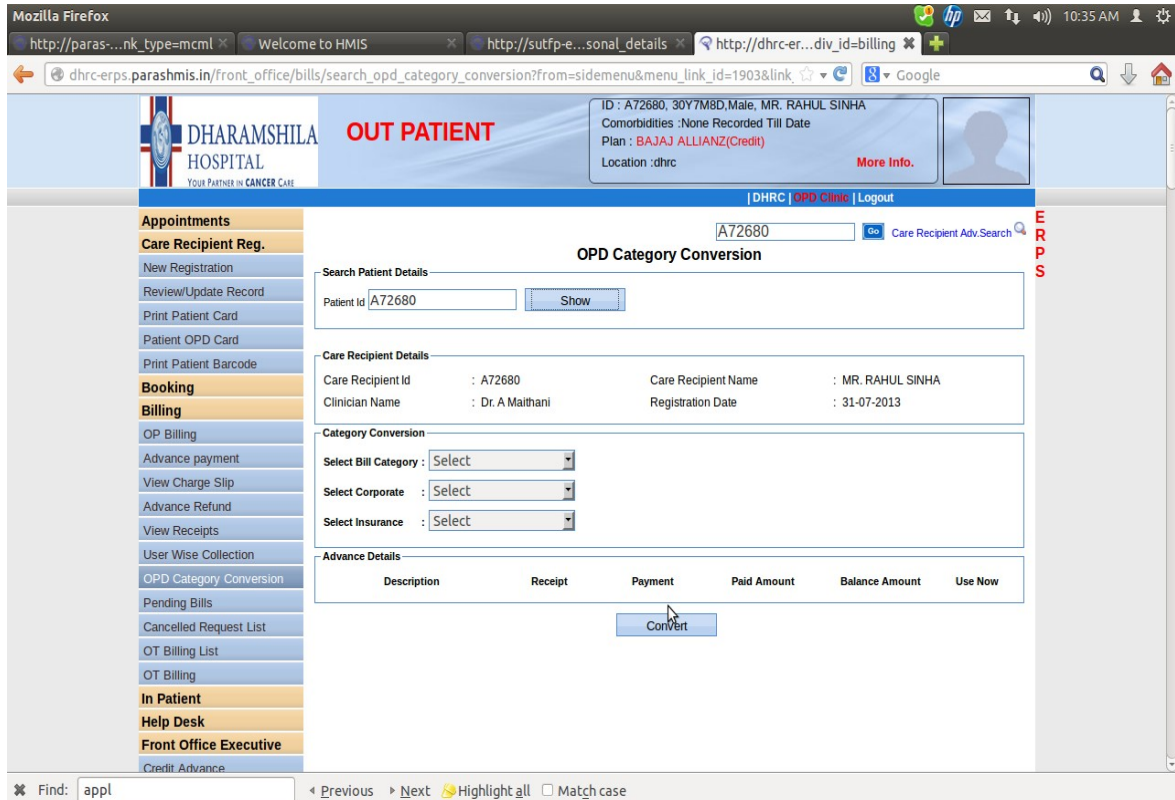 Mozilla Firefox
10:35 AM
http://paras-...nk_type=mcml
Welcome to HMIS
http://sutfp-e...sonal_details
http://dhrc-er...div_id=billing
dhrc-erps.parashmis.in/front_office/bills/search_opd_category_conversion?from=sidemenu&menu_link_id=1903&link_
Google
DHARAMSHILA
HOSPITAL
YOUR PARTNER IN CANCER CARE
OUT PATIENT
ID : A72680, 30Y7M8D,Male, MR. RAHUL SINHA
Comorbidities :None Recorded Till Date
Plan : BAJAJ ALLIANZ(Credit)
Location :dhrc
More Info.
| DHRC | OPD Clinic | Logout
Appointments
Care Recipient Reg.
New Registration
Review/Update Record
Print Patient Card
Patient OPD Card
Print Patient Barcode
Booking
Billing
OP Billing
Advance payment
View Charge Slip
Advance Refund
View Receipts
User Wise Collection
OPD Category Conversion
Pending Bills
Cancelled Request List
OT Billing List
OT Billing
In Patient
Help Desk
Front Office Executive
Credit Advance
A72680 Go Care Recipient Adv.Search
E
R
P
S
OPD Category Conversion
Search Patient Details
Patient Id A72680 Show
Care Recipient Details
Care Recipient Id : A72680 Care Recipient Name : MR. RAHUL SINHA
Clinician Name : Dr. A Maithani Registration Date : 31-07-2013
Category Conversion
Select Bill Category : Select
Select Corporate : Select
Select Insurance : Select
Advance Details
Description Receipt Payment Paid Amount Balance Amount Use Now
Convert
Find: appl Previous Next Highlight all Match case